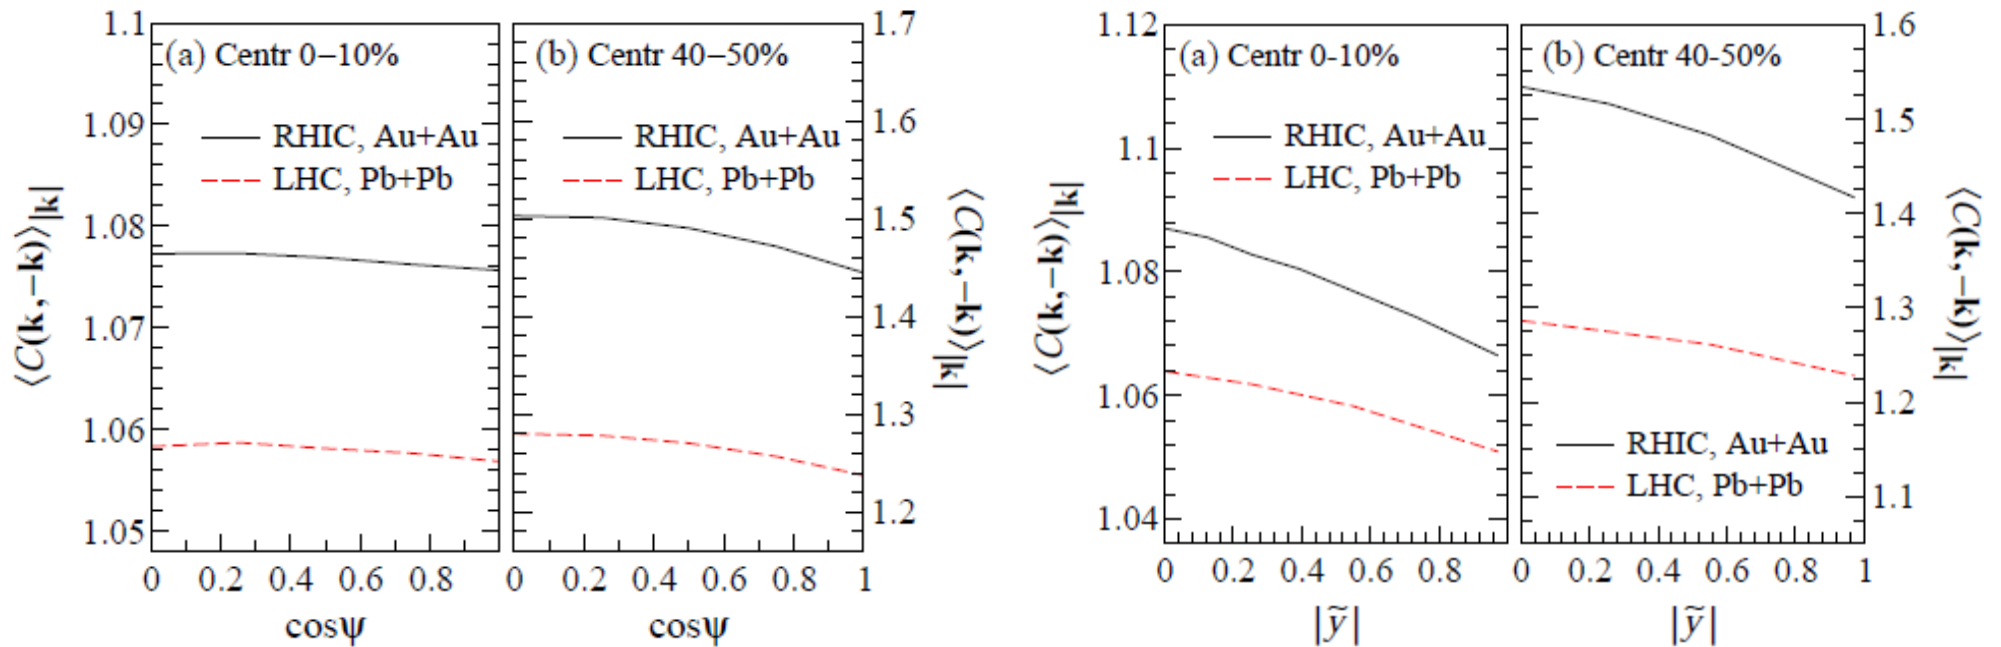 1.1
1.09
1.08
1.07
1.06
1.05
⟨C(k,−k)⟩|k|
(a) Centr 0−10%
RHIC, Au+Au
LHC, Pb+Pb
0 0.2 0.4 0.6 0.8
cosψ
(b) Centr 40−50%
RHIC, Au+Au
LHC, Pb+Pb
0 0.2 0.4 0.6 0.8 1
cosψ
1.7
1.6
1.5
1.4
1.3
1.2
⟨C(k,−k)⟩|k|
1.12
1.1
1.08
1.06
1.04
⟨C(k,−k)⟩|k|
(a) Centr 0-10%
RHIC, Au+Au
LHC, Pb+Pb
0 0.2 0.4 0.6 0.8
|ỹ|
(b) Centr 40-50%
RHIC, Au+Au
LHC, Pb+Pb
0 0.2 0.4 0.6 0.8 1
|ỹ|
1.6
1.5
1.4
1.3
1.2
1.1
⟨C(k,−k)⟩|k|